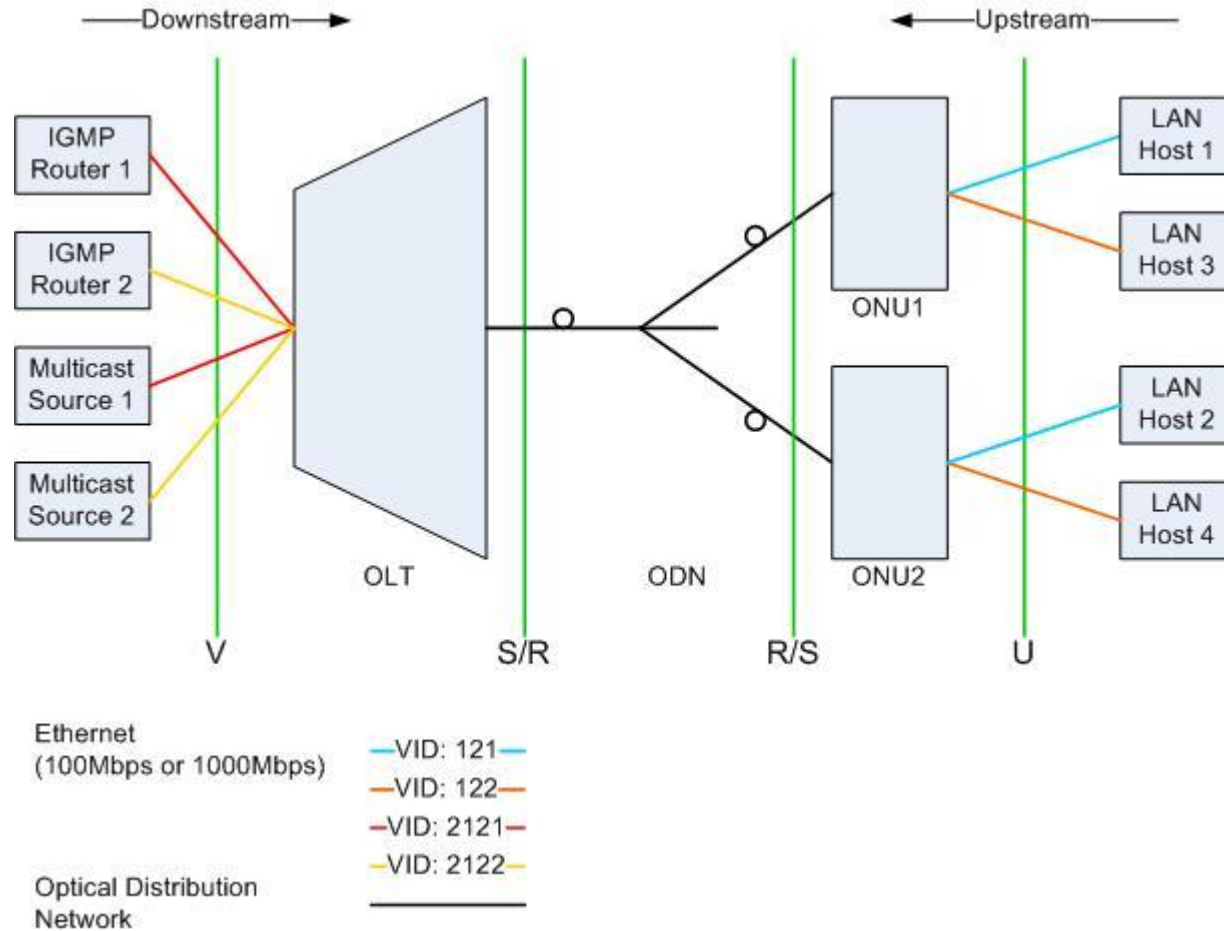 Downstream
Upstream
IGMP
Router 1
IGMP
Router 2
Multicast
Source 1
Multicast
Source 2
OLT
ODN
ONU1
ONU2
LAN
Host 1
LAN
Host 3
LAN
Host 2
LAN
Host 4
V
S/R
R/S
U
Ethernet
(100Mbps or 1000Mbps)
VID: 121
VID: 122
VID: 2121
VID: 2122
Optical Distribution
Network